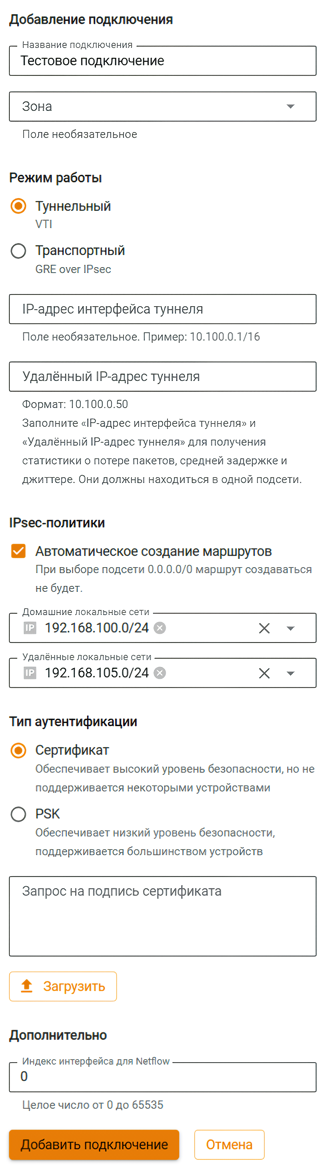 Добавление подключения
Название подключения
Тестовое подключение
Зона
Поле необязательное
Режим работы
Туннельный
VTI
Транспортный
GRE over IPsec
IP-адрес интерфейса туннеля
Поле необязательное. Пример: 10.100.0.1/16
Удалённый IP-адрес туннеля
Формат: 10.100.0.50
Заполните «IP-адрес интерфейса туннеля» и
«Удалённый IP-адрес туннеля» для получения
статистики о потере пакетов, средней задержке и
джиттере. Они должны находиться в одной подсети.
IPsec-политики
Автоматическое создание маршрутов
При выборе подсети 0.0.0.0/0 маршрут создаваться
не будет.
Домашние локальные сети
IP 192.168.100.0/24
Удалённые локальные сети
IP 192.168.105.0/24
Тип аутентификации
Сертификат
Обеспечивает высокий уровень безопасности, но не
поддерживается некоторыми устройствами
PSK
Обеспечивает низкий уровень безопасности,
поддерживается большинством устройств
Запрос на подпись сертификата
Загрузить
Дополнительно
Индекс интерфейса для Netflow
0
Целое число от 0 до 65535
Добавить подключение
Отмена